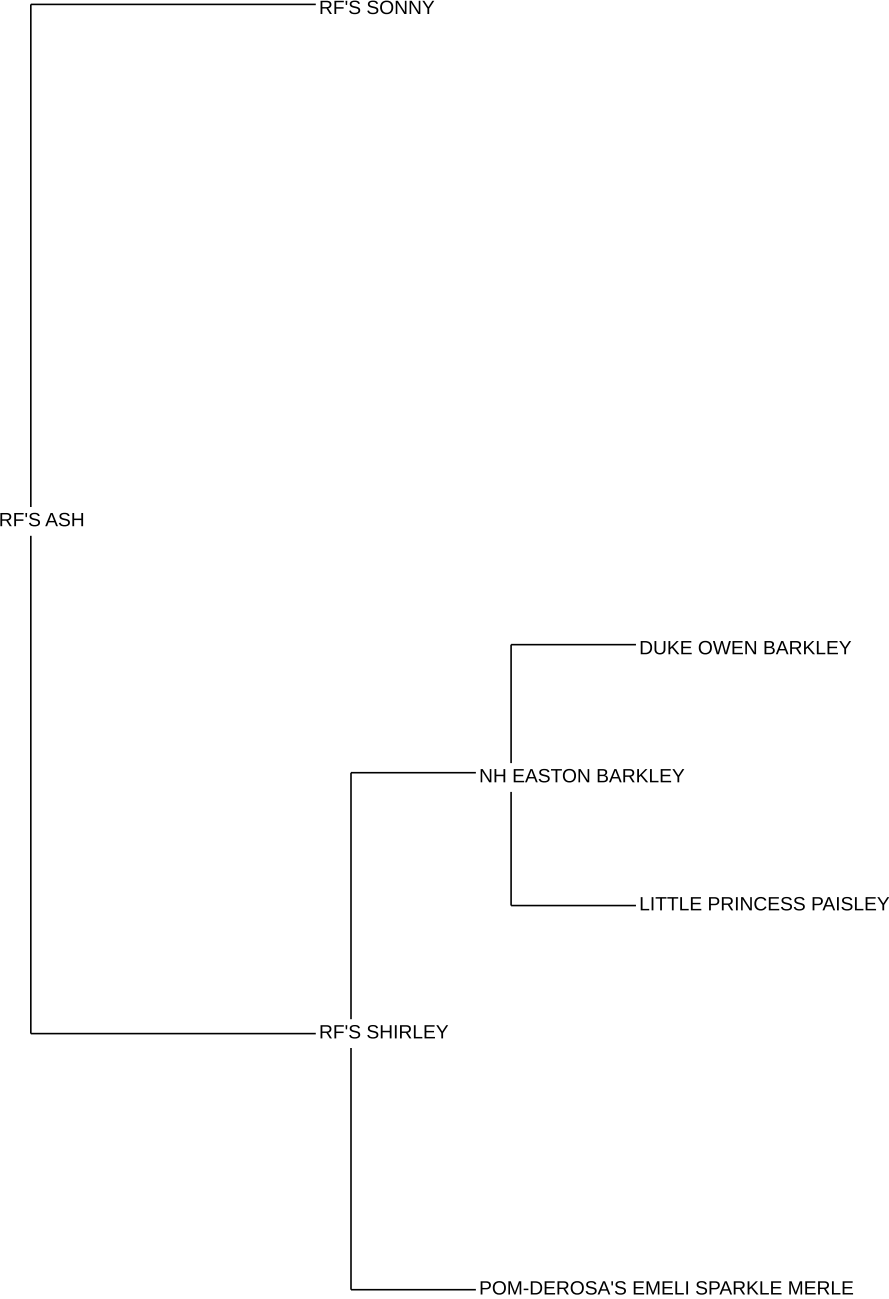 RF'S SONNY
RF'S ASH
DUKE OWEN BARKLEY
NH EASTON BARKLEY
LITTLE PRINCESS PAISLEY
RF'S SHIRLEY
POM-DEROSA'S EMELI SPARKLE MERLE